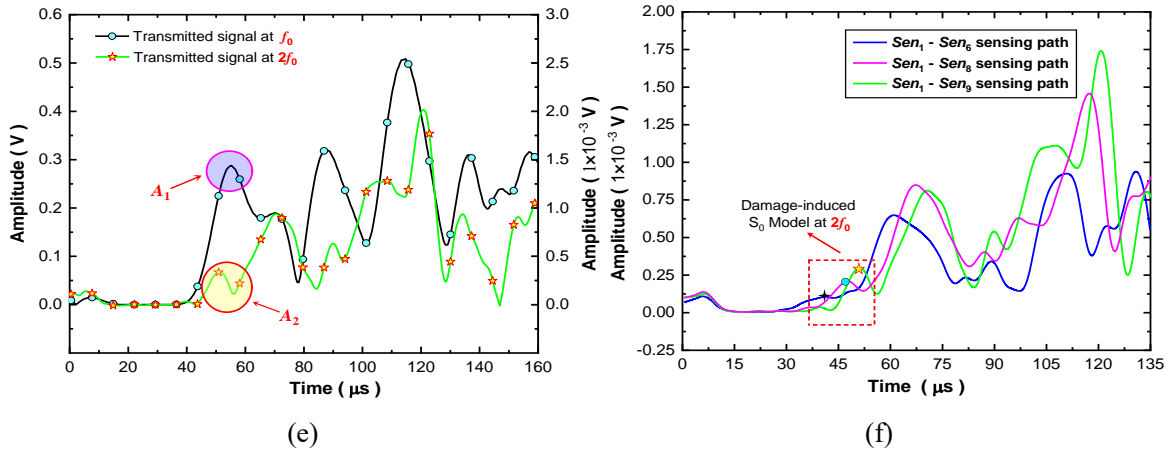 Transmitted signal at f₀
Transmitted signal at 2f₀
A₁
A₂
Amplitude ( V )
0.6
0.5
0.4
0.3
0.2
0.1
0.0
3.0
2.5
2.0
1.5
1.0
0.5
0.0
Amplitude ( 1×10⁻³ V )
0 20 40 60 80 100 120 140 160
Time ( μs )
(e)
Sen₁ - Sen₆ sensing path
Sen₁ - Sen₈ sensing path
Sen₁ - Sen₉ sensing path
Damage-induced
S₀ Model at 2f₀
Amplitude ( 1×10⁻³ V )
2.00
1.75
1.50
1.25
1.00
0.75
0.50
0.25
0.00
-0.25
0 15 30 45 60 75 90 105 120 135
Time ( μs )
(f)